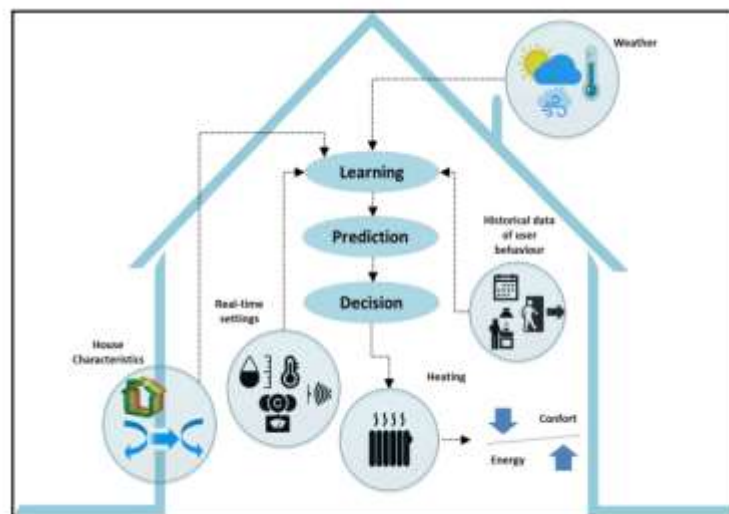 Weather
Learning
Historical data
of user
behaviour
Prediction
Real-time
settings
Decision
House
Characteristics
Heating
Confort
Energy